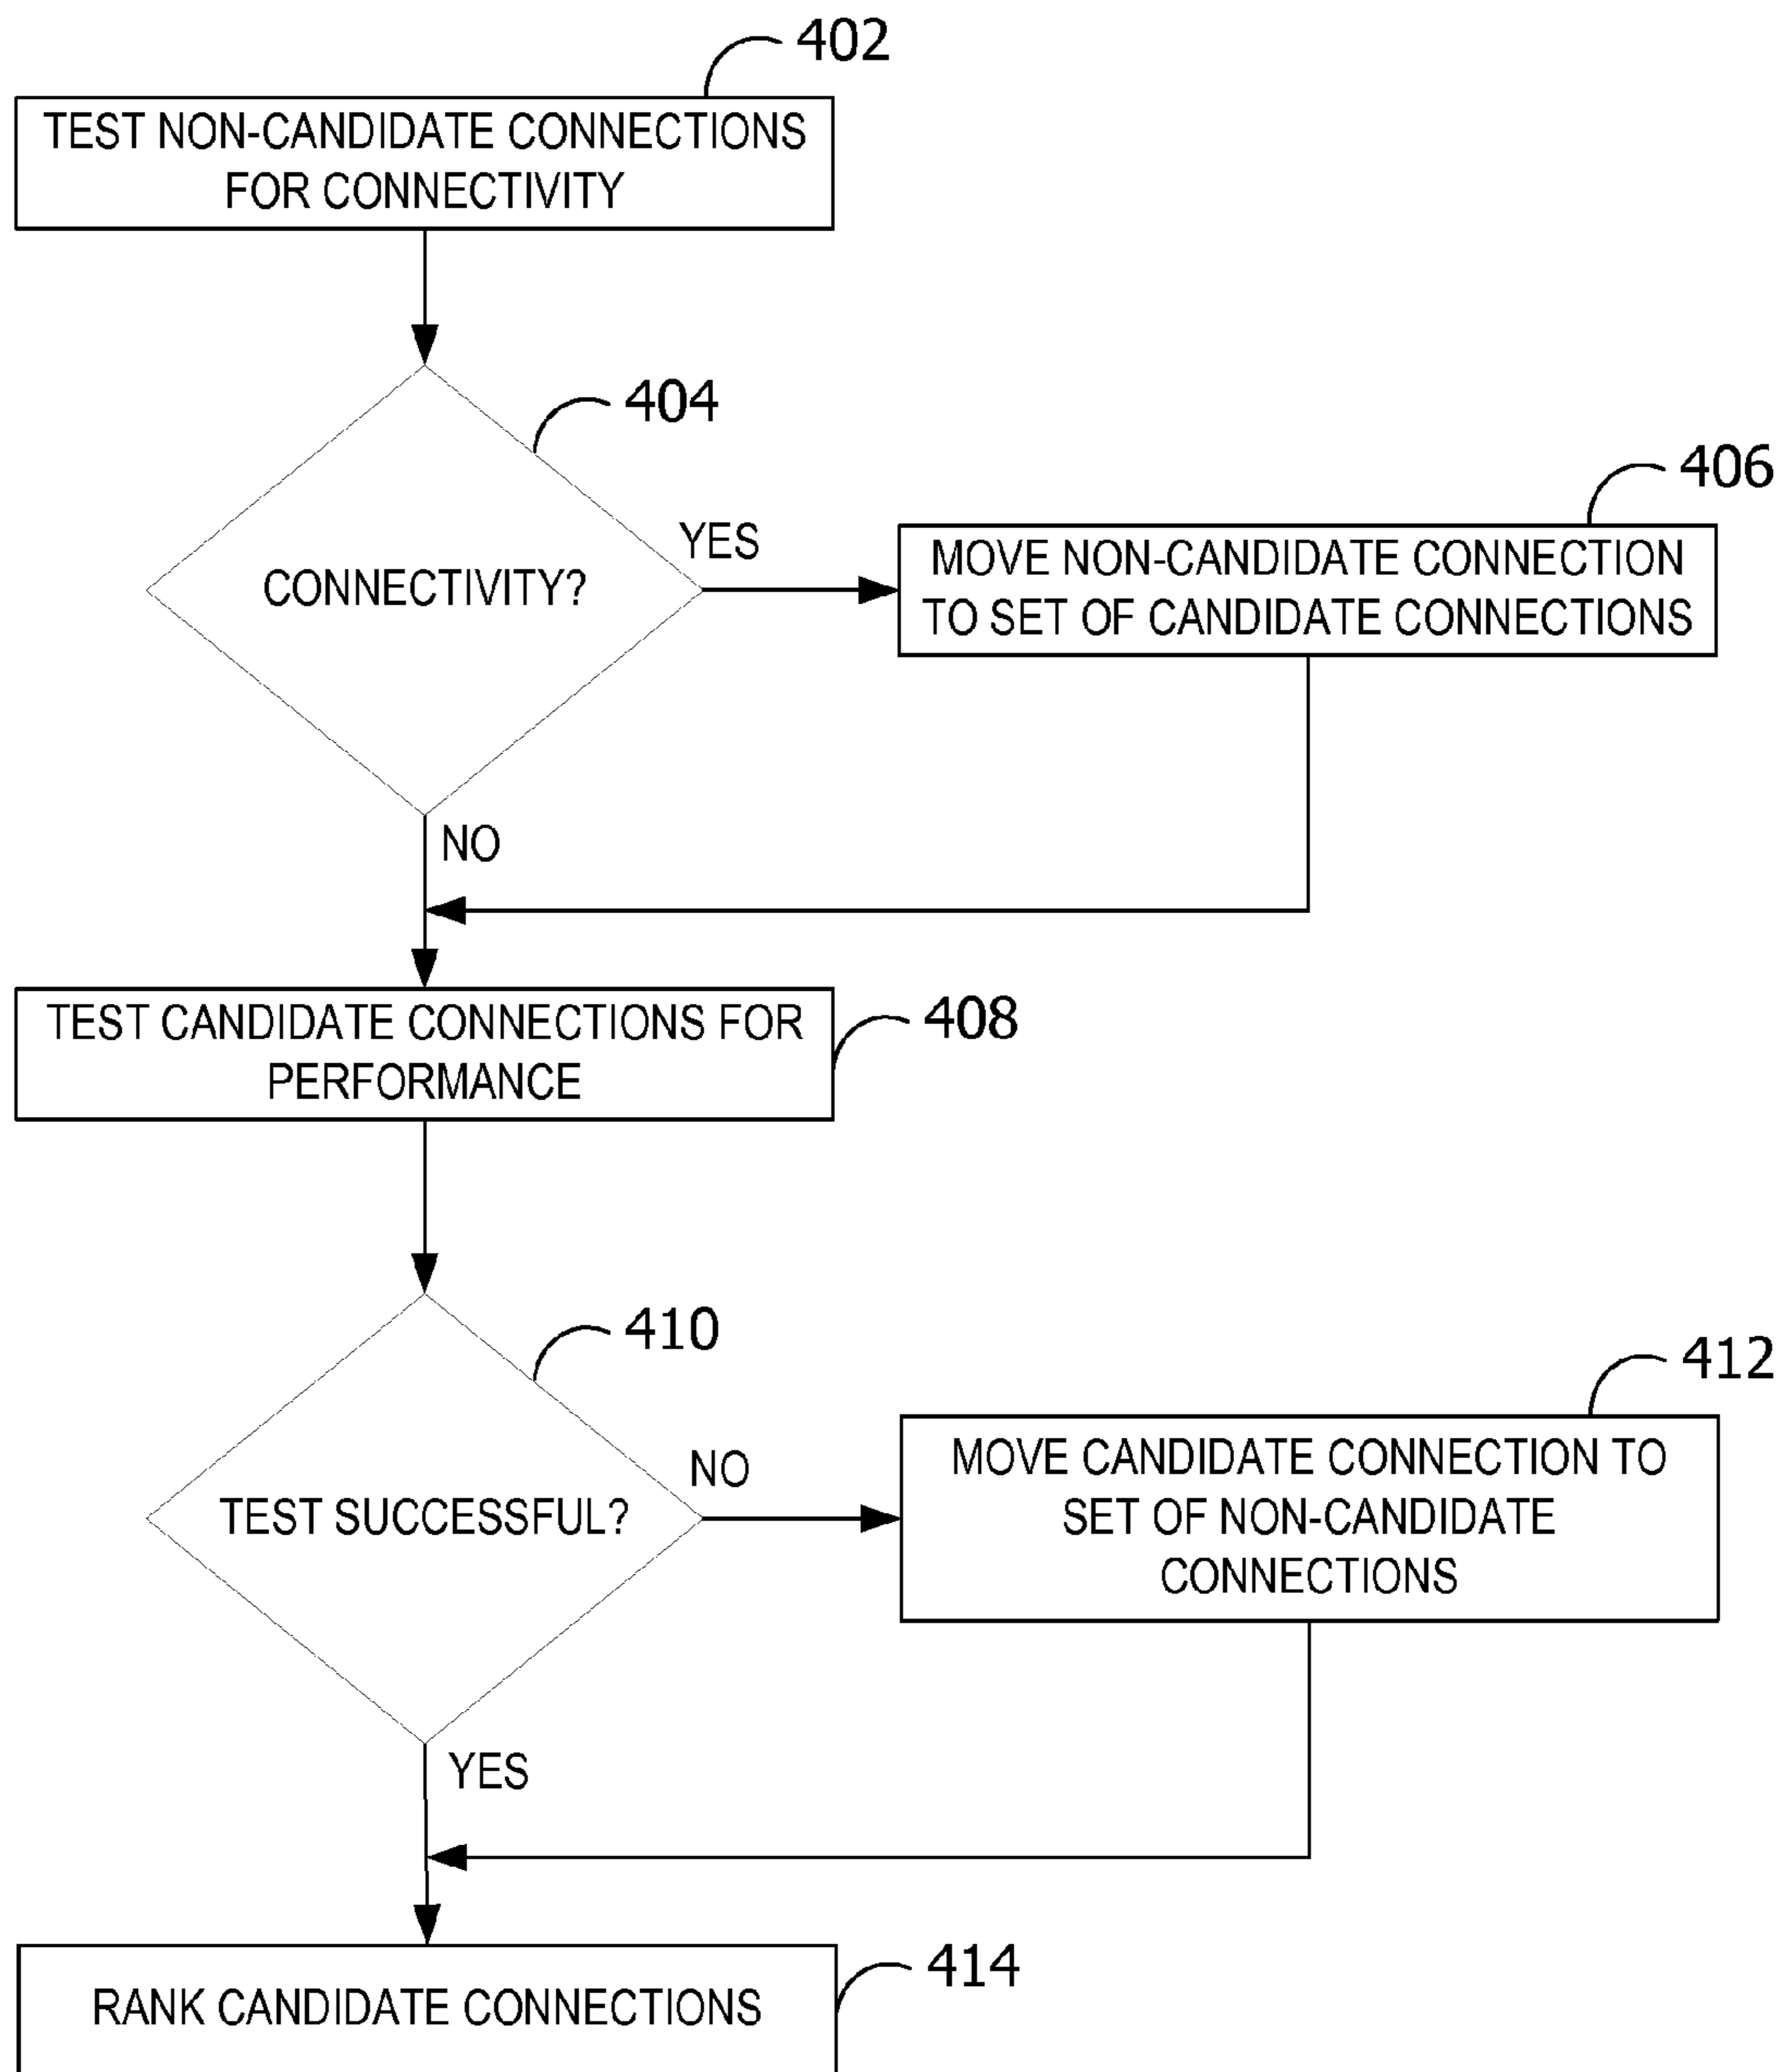 402
TEST NON-CANDIDATE CONNECTIONS
FOR CONNECTIVITY
404
CONNECTIVITY?
YES
406
MOVE NON-CANDIDATE CONNECTION
TO SET OF CANDIDATE CONNECTIONS
NO
TEST CANDIDATE CONNECTIONS FOR
PERFORMANCE
408
410
TEST SUCCESSFUL?
NO
412
MOVE CANDIDATE CONNECTION TO
SET OF NON-CANDIDATE
CONNECTIONS
YES
RANK CANDIDATE CONNECTIONS
414